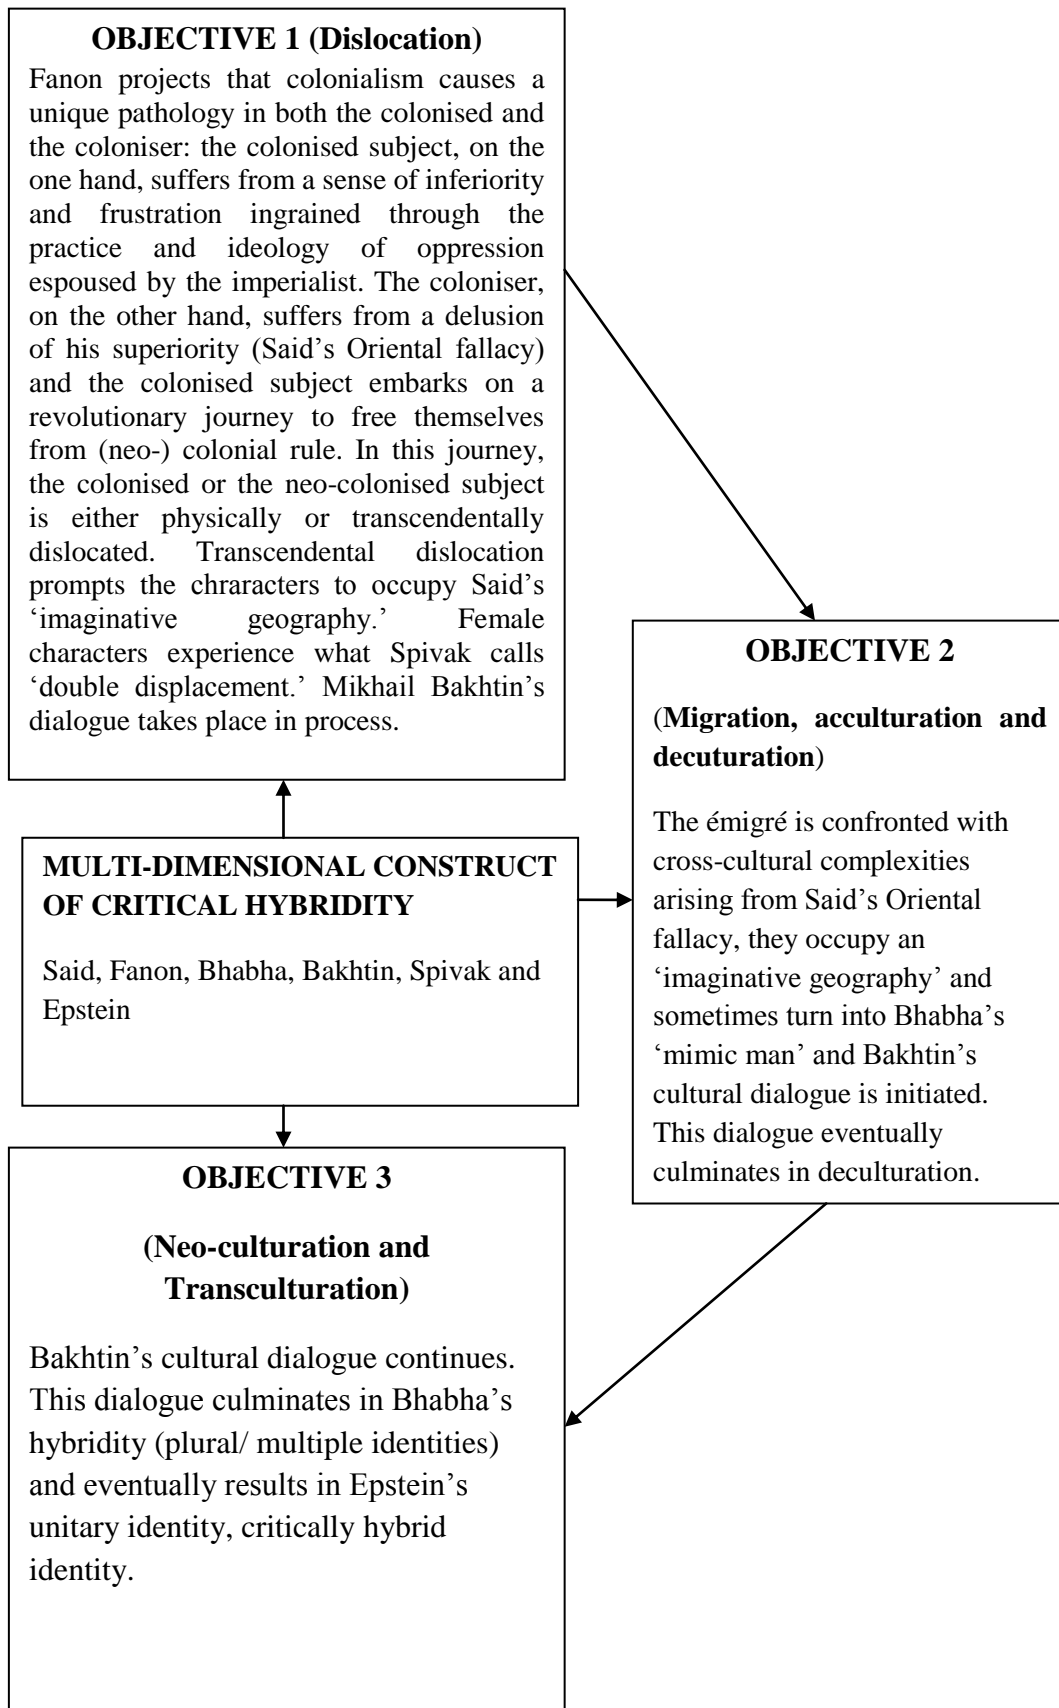 OBJECTIVE 1 (Dislocation)
Fanon projects that colonialism causes a
unique pathology in both the colonised and
the coloniser: the colonised subject, on the
one hand, suffers from a sense of inferiority
and frustration ingrained through the
practice and ideology of oppression
espoused by the imperialist. The coloniser,
on the other hand, suffers from a delusion
of his superiority (Said’s Oriental fallacy)
and the colonised subject embarks on a
revolutionary journey to free themselves
from (neo-) colonial rule. In this journey,
the colonised or the neo-colonised subject
is either physically or transcendentally
dislocated. Transcendental dislocation
prompts the chraracters to occupy Said’s
‘imaginative geography.’ Female
characters experience what Spivak calls
‘double displacement.’ Mikhail Bakhtin’s
dialogue takes place in process.
MULTI-DIMENSIONAL CONSTRUCT
OF CRITICAL HYBRIDITY
Said, Fanon, Bhabha, Bakhtin, Spivak and
Epstein
OBJECTIVE 2
(Migration, acculturation and
decuturation)
The émigré is confronted with
cross-cultural complexities
arising from Said’s Oriental
fallacy, they occupy an
‘imaginative geography’ and
sometimes turn into Bhabha’s
‘mimic man’ and Bakhtin’s
cultural dialogue is initiated.
This dialogue eventually
culminates in deculturation.
OBJECTIVE 3
(Neo-culturation and
Transculturation)
Bakhtin’s cultural dialogue continues.
This dialogue culminates in Bhabha’s
hybridity (plural/ multiple identities)
and eventually results in Epstein’s
unitary identity, critically hybrid
identity.